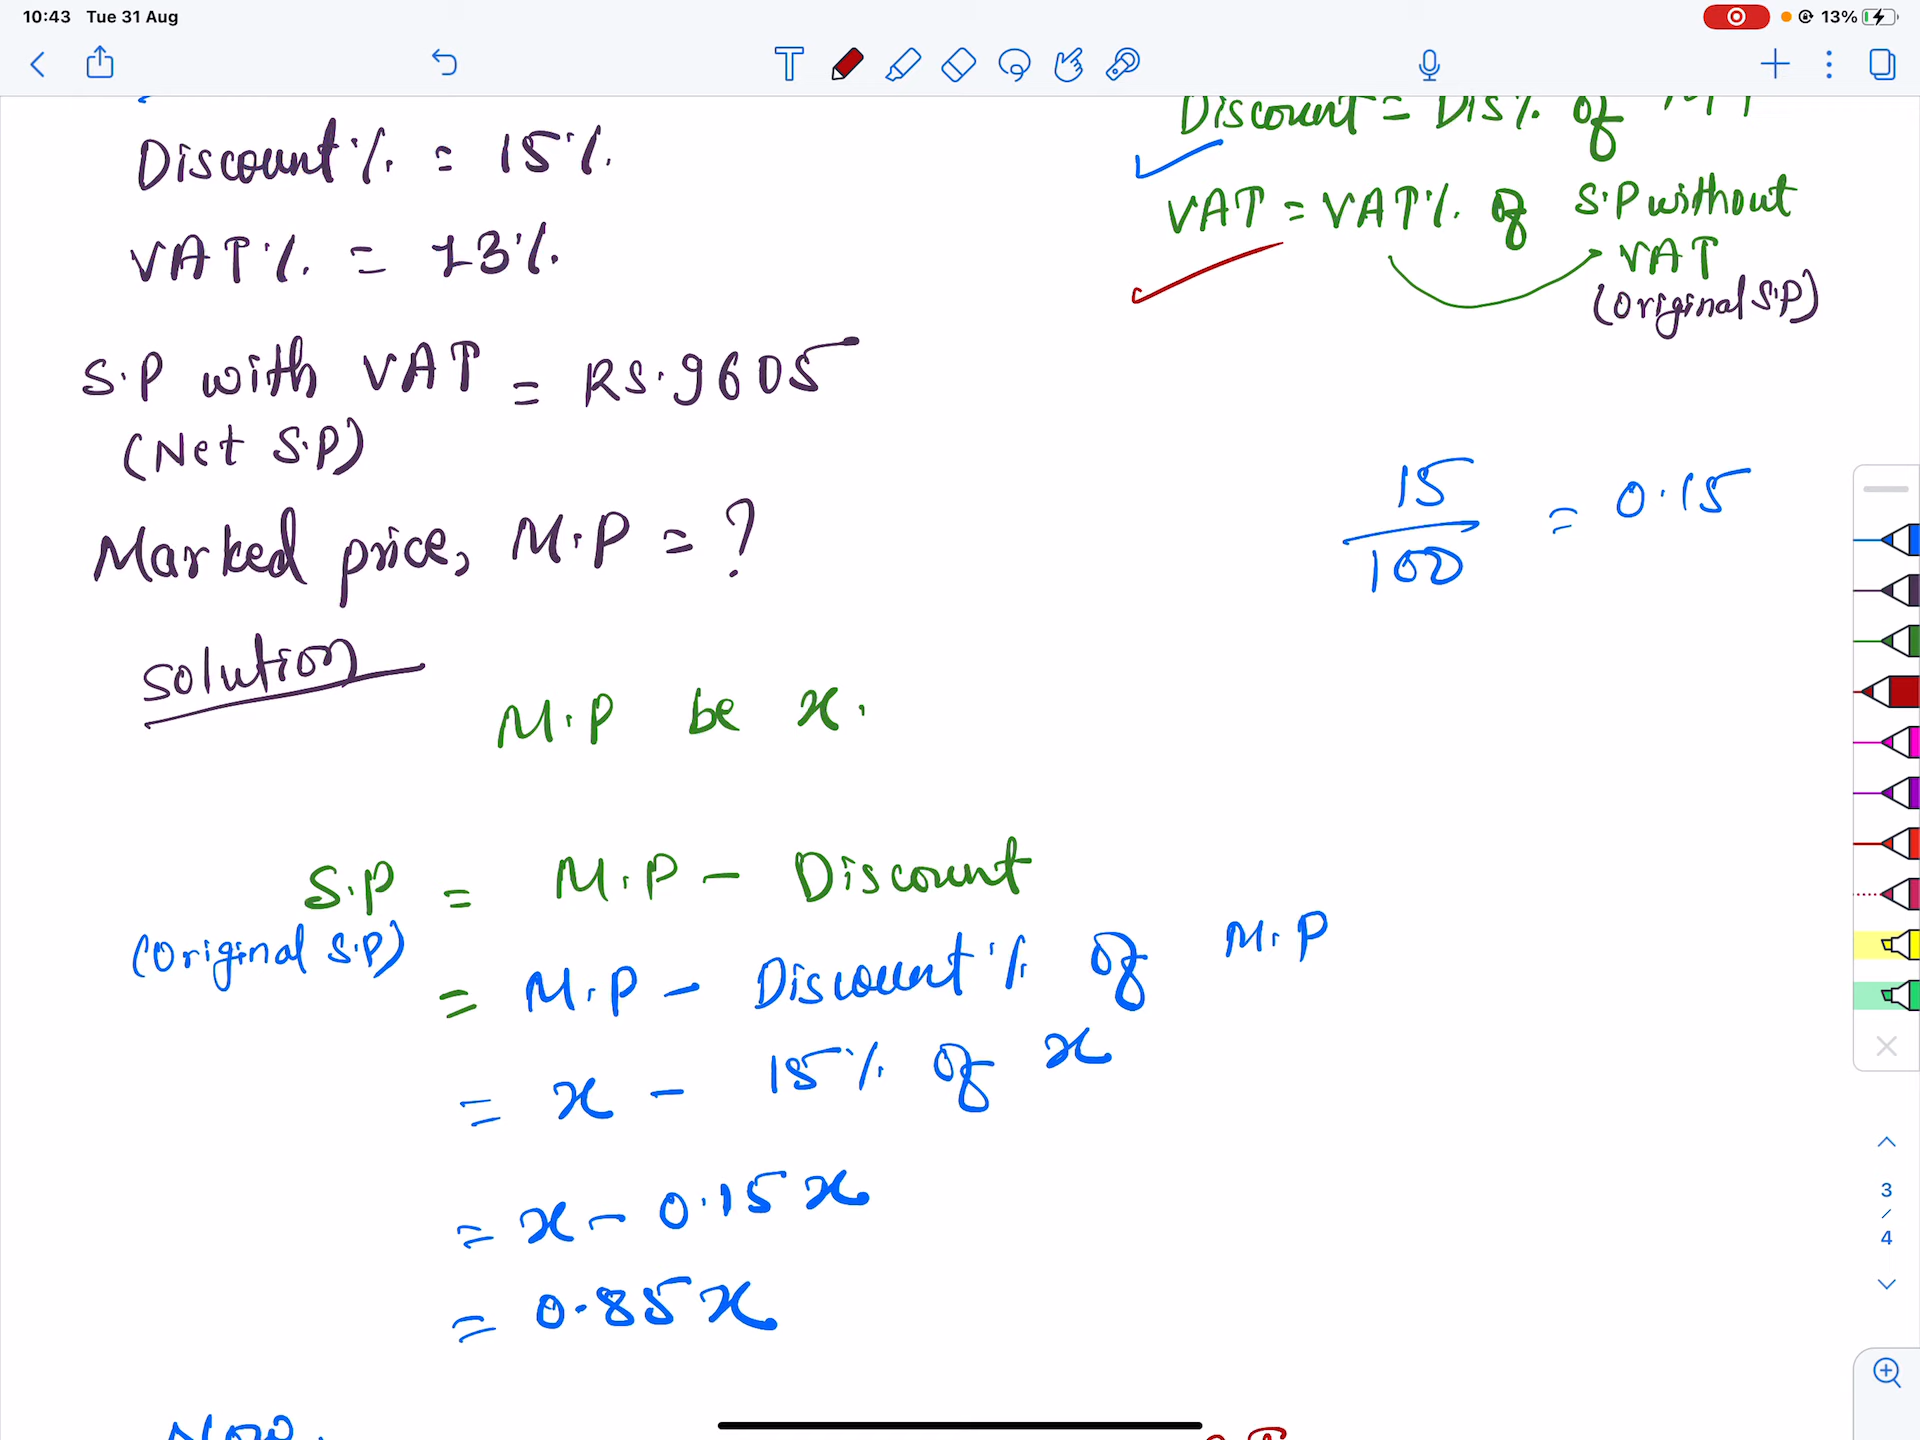 10:43 Tue 31 Aug
13%
Discount% = 15%
VAT% = 13%
S.P with VAT = RS.9605
(Net S.P)
Marked price, M.P = ?
Solution
M.P be x.
S.P = M.P - Discount
(Original S.P)
= M.P - Discount% of M.P
= x - 15% of x
= x - 0.15x
= 0.85x
Now,
Discount = Dis% of M.P
VAT = VAT% of S.P without
VAT
(Original S.P)
15
100
= 0.15
3
/
4